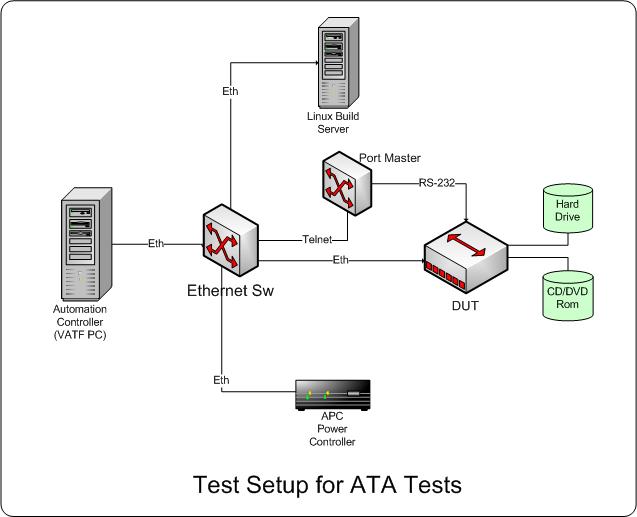 Eth
Linux Build
Server
Port Master
RS-232
Hard
Drive
Eth
Telnet
Eth
Ethernet Sw
DUT
CD/DVD
Rom
Automation
Controller
(VATF PC)
Eth
APC
Power
Controller
Test Setup for ATA Tests